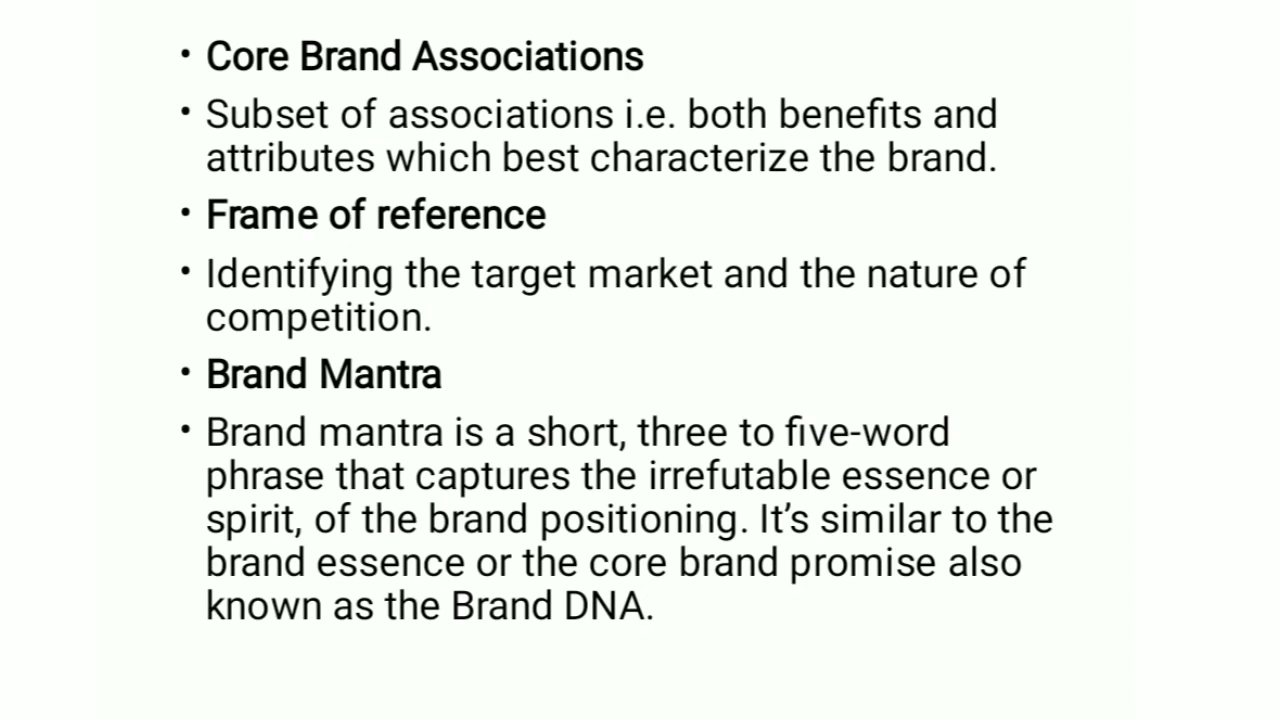 • Core Brand Associations
• Subset of associations i.e. both benefits and
attributes which best characterize the brand.
• Frame of reference
• Identifying the target market and the nature of
competition.
• Brand Mantra
• Brand mantra is a short, three to five-word
phrase that captures the irrefutable essence or
spirit, of the brand positioning. It’s similar to the
brand essence or the core brand promise also
known as the Brand DNA.